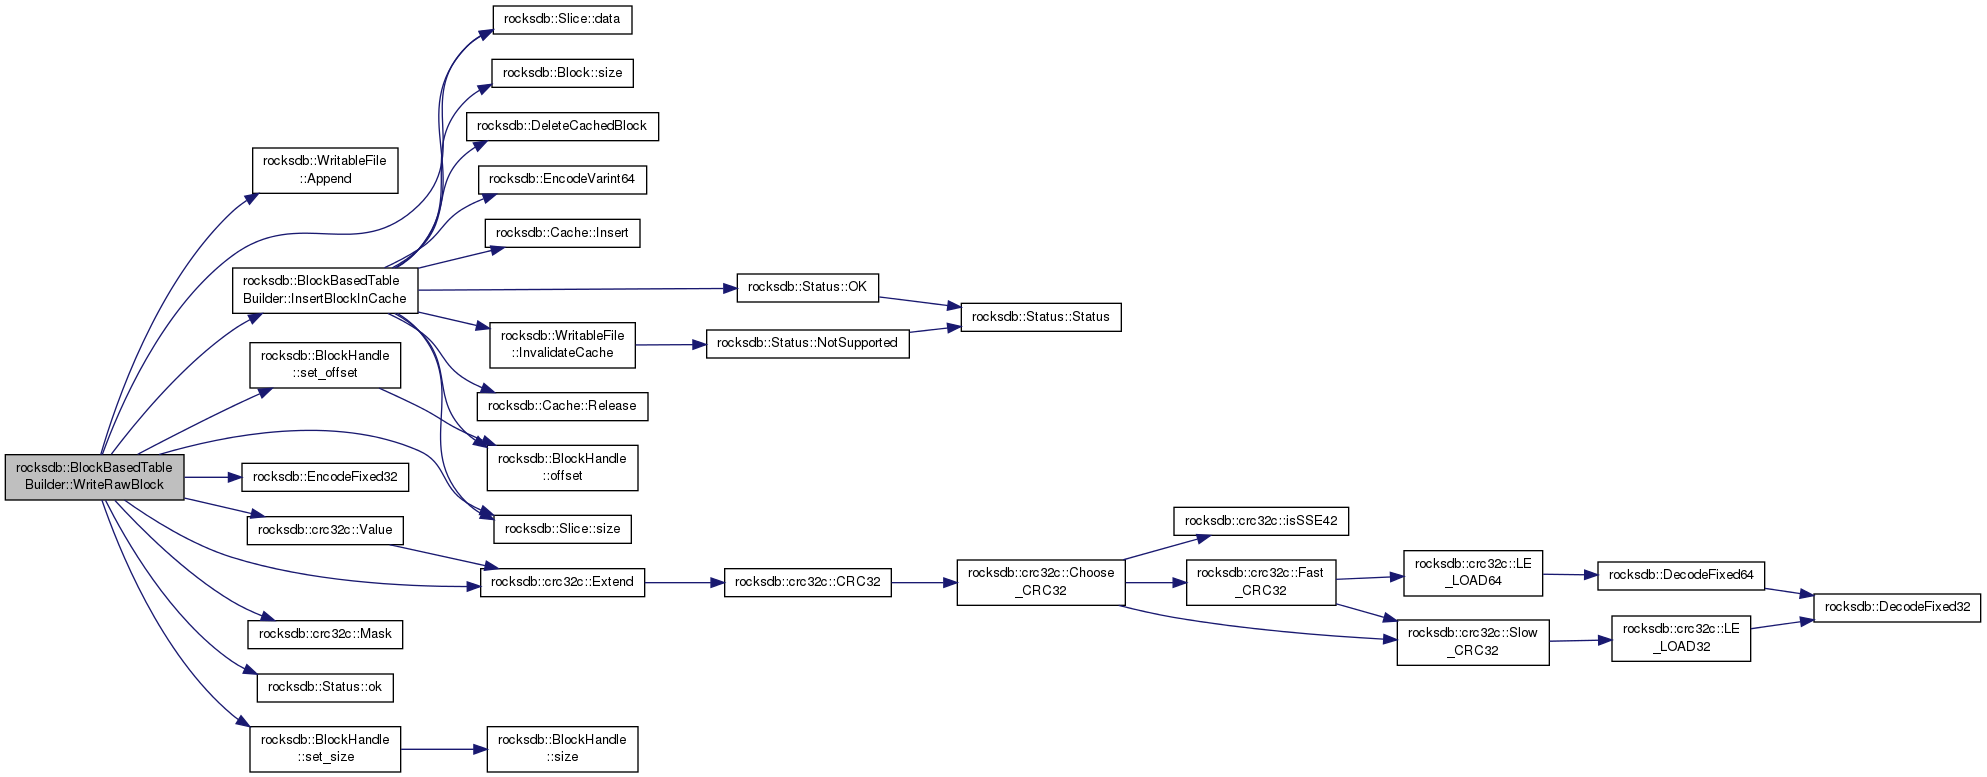 rocksdb::Slice::data
rocksdb::Block::size
rocksdb::DeleteCachedBlock
rocksdb::WritableFile
::Append
rocksdb::EncodeVarint64
rocksdb::Cache::Insert
rocksdb::BlockBasedTable
Builder::InsertBlockInCache
rocksdb::Status::OK
rocksdb::Status::Status
rocksdb::WritableFile
::InvalidateCache
rocksdb::Status::NotSupported
rocksdb::BlockHandle
::set_offset
rocksdb::Cache::Release
rocksdb::BlockHandle
::offset
rocksdb::BlockBasedTable
Builder::WriteRawBlock
rocksdb::EncodeFixed32
rocksdb::crc32c::Value
rocksdb::Slice::size
rocksdb::crc32c::isSSE42
rocksdb::crc32c::Extend
rocksdb::crc32c::CRC32
rocksdb::crc32c::Choose
_CRC32
rocksdb::crc32c::Fast
_CRC32
rocksdb::crc32c::LE
_LOAD64
rocksdb::DecodeFixed64
rocksdb::DecodeFixed32
rocksdb::crc32c::Mask
rocksdb::crc32c::Slow
_CRC32
rocksdb::crc32c::LE
_LOAD32
rocksdb::Status::ok
rocksdb::BlockHandle
::set_size
rocksdb::BlockHandle
::size